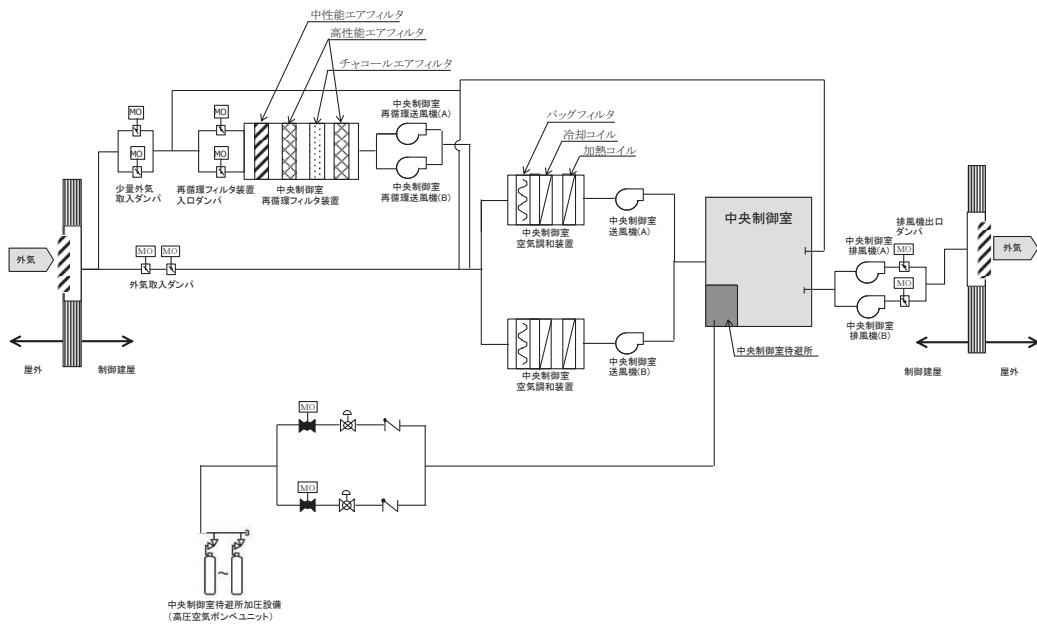 中性能エアフィルタ
高性能エアフィルタ
チャコールエアフィルタ
中央制御室
再循環送風機(A)
MO
MO
MO
MO
少量外気
取入ダンパ
再循環フィルタ装置
入口ダンパ
中央制御室
再循環フィルタ装置
中央制御室
再循環送風機(B)
バッグフィルタ
冷却コイル
加熱コイル
中央制御室
空気調和装置
中央制御室
送風機(A)
中央制御室
排風機出口
ダンパ
中央制御室
排風機(A)
MO
MO
中央制御室
排風機(B)
外気
外気
MO
MO
外気取入ダンパ
中央制御室待避所
中央制御室
空気調和装置
中央制御室
送風機(B)
屋外
制御建屋
制御建屋
屋外
MO
MO
～
中央制御室待避所加圧設備
(高圧空気ボンベユニット)